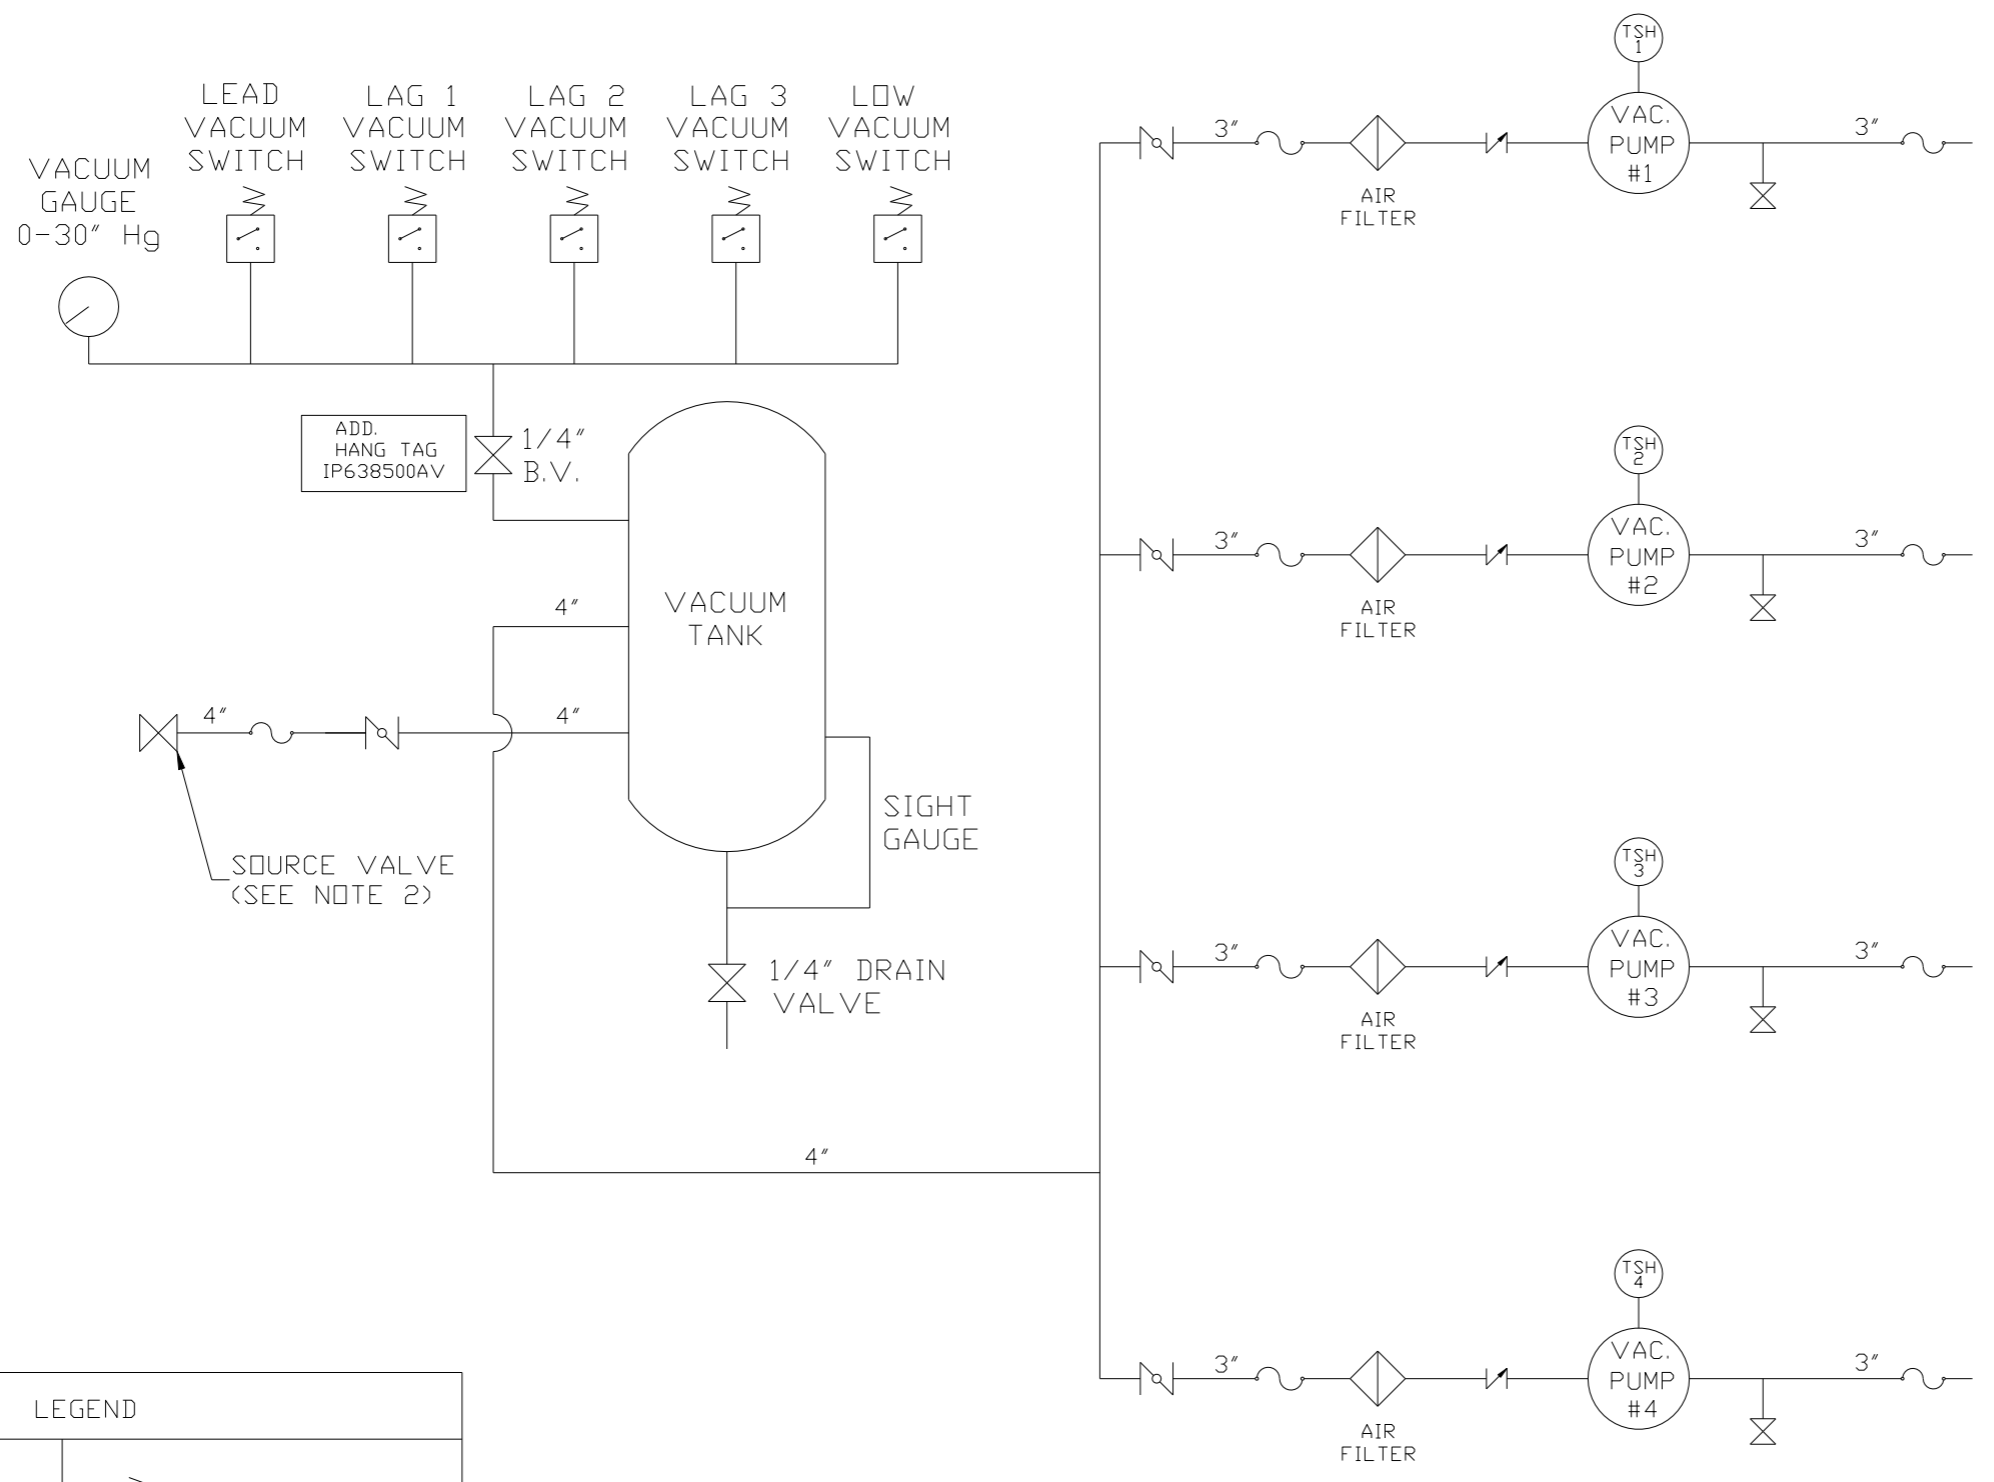 VACUUM
GAUGE
0-30" Hg
LEAD
VACUUM
SWITCH
LAG 1
VACUUM
SWITCH
LAG 2
VACUUM
SWITCH
LAG 3
VACUUM
SWITCH
LOW
VACUUM
SWITCH
ADD.
HANG TAG
IP638500AV
1/4"
B.V.
VACUUM
TANK
4"
4"
4"
SOURCE VALVE
(SEE NOTE 2)
SIGHT
GAUGE
1/4" DRAIN
VALVE
4"
TSH
1
3"
AIR
FILTER
VAC.
PUMP
#1
3"
TSH
2
3"
AIR
FILTER
VAC.
PUMP
#2
3"
TSH
3
3"
AIR
FILTER
VAC.
PUMP
#3
3"
TSH
4
3"
AIR
FILTER
VAC.
PUMP
#4
3"
LEGEND